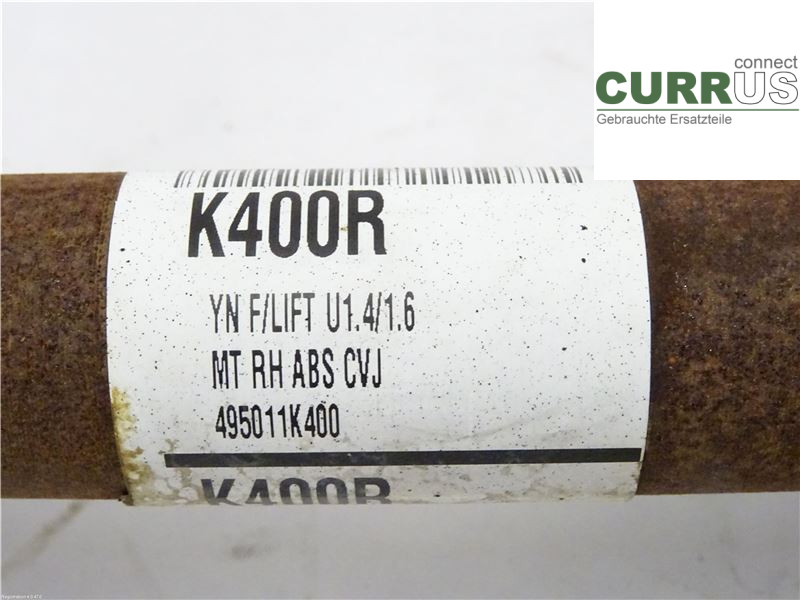 connect
CURRUS
Gebrauchte Ersatzteile
K400R
YN F/LIFT U1.4/1.6
MT RH ABS CVJ
495011K400
K400R